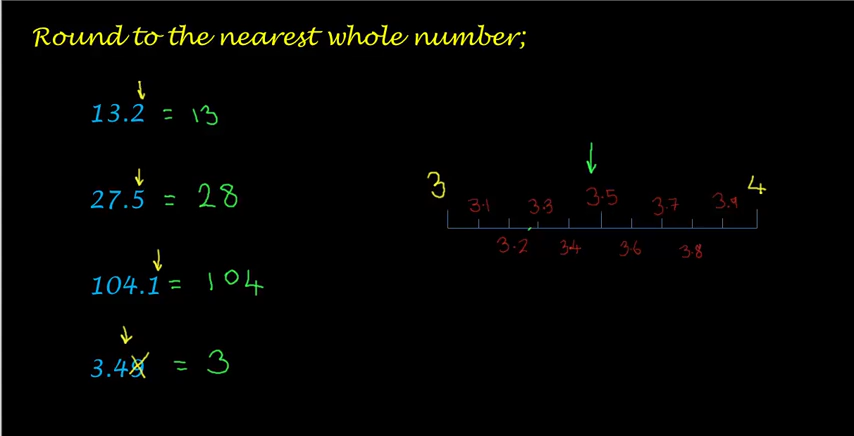 Round to the nearest whole number;
13.2 = 13
27.5 = 28
104.1 = 104
3.49 = 3
3 3.1 3.3 3.5 3.7 3.9 4
3.2 3.4 3.6 3.8